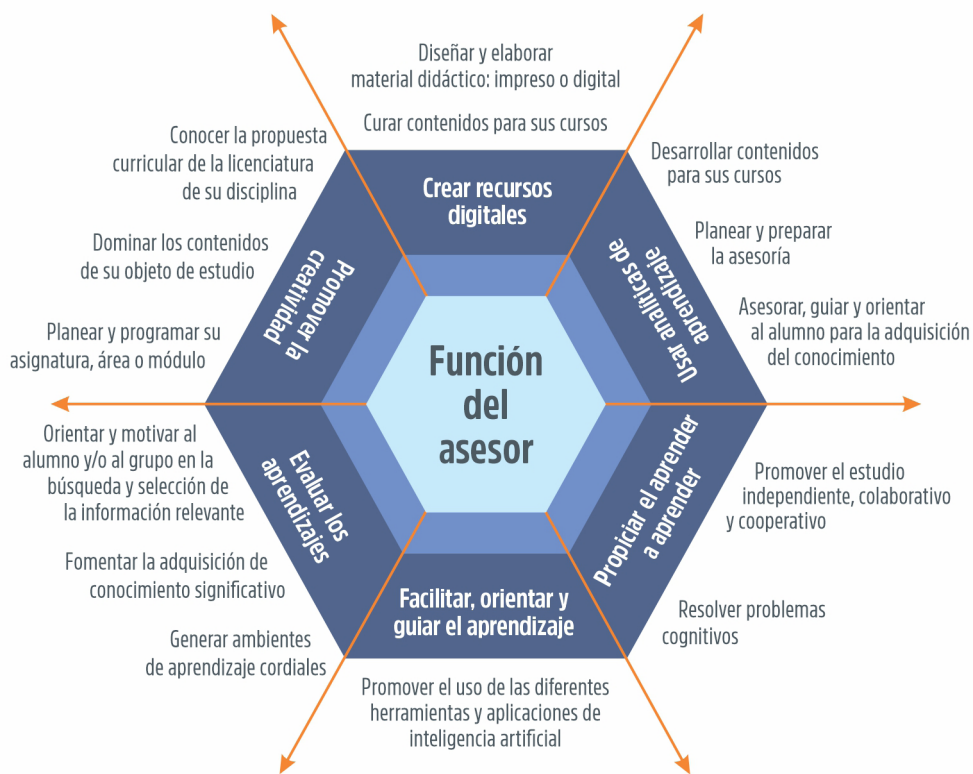 Diseñar y elaborar
material didáctico: impreso o digital
Curar contenidos para sus cursos
Crear recursos
digitales
Desarrollar contenidos
para sus cursos
Planear y preparar
la asesoría
Asesorar, guiar y orientar
al alumno para la adquisición
del conocimiento
Usar analíticas de
aprendizaje
Promover el estudio
independiente, colaborativo
y cooperativo
Resolver problemas
cognitivos
Propiciar el aprender
a aprender
Facilitar, orientar y
guiar el aprendizaje
Promover el uso de las diferentes
herramientas y aplicaciones de
inteligencia artificial
Evaluar los
aprendizajes
Orientar y motivar al
alumno y/o al grupo en la
búsqueda y selección de
la información relevante
Fomentar la adquisición de
conocimiento significativo
Generar ambientes
de aprendizaje cordiales
Promover la
creatividad
Conocer la propuesta
curricular de la licenciatura
de su disciplina
Dominar los contenidos
de su objeto de estudio
Planear y programar su
asignatura, área o módulo
Función
del
asesor